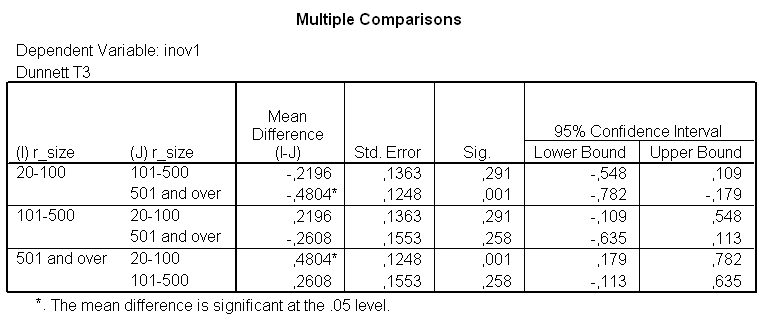 Multiple Comparisons
Dependent Variable: inov1
Dunnett T3
Mean Difference (I-J)
95% Confidence Interval
(I) r_size (J) r_size Std. Error Sig. Lower Bound Upper Bound
20-100 101-500 -,2196 ,1363 ,291 -,548 ,109
501 and over -,4804* ,1248 ,001 -,782 -,179
101-500 20-100 ,2196 ,1363 ,291 -,109 ,548
501 and over -,2608 ,1553 ,258 -,635 ,113
501 and over 20-100 ,4804* ,1248 ,001 ,179 ,782
101-500 ,2608 ,1553 ,258 -,113 ,635
*. The mean difference is significant at the .05 level.